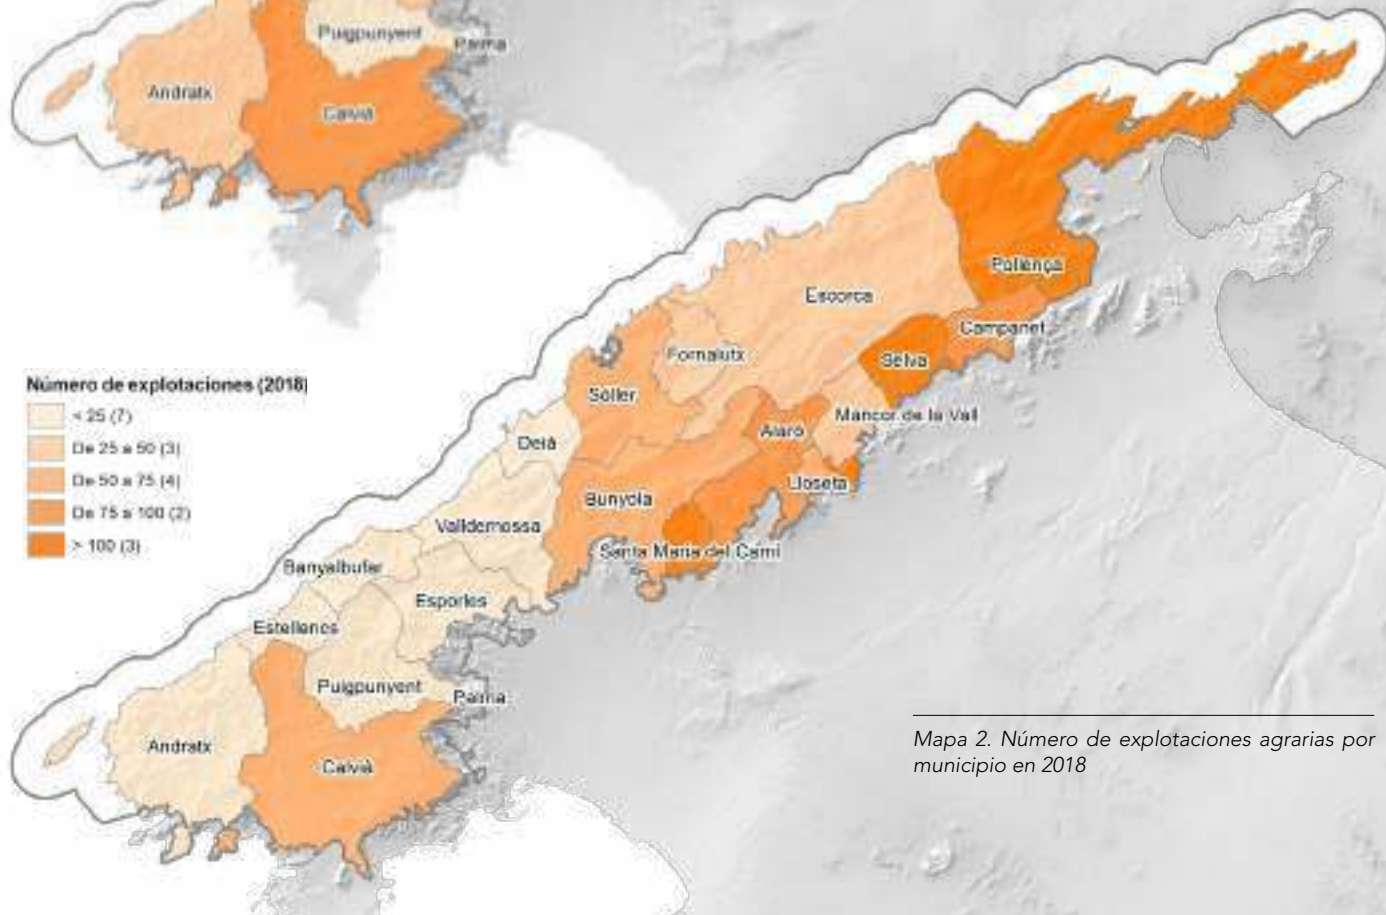 Puigpunyent
Palma
Andratx
Calvià
Pollença
Escorca
Campanet
Fornalutx
Selva
Número de explotaciones (2018)
< 25 (7)
De 25 a 50 (3)
De 50 a 75 (4)
De 75 a 100 (2)
> 100 (3)
Sóller
Mancor de la Vall
Alaró
Deià
Lloseta
Bunyola
Valldemossa
Santa Maria del Camí
Banyalbufar
Esporles
Estellencs
Puigpunyent
Palma
Andratx
Calvià
Mapa 2. Número de explotaciones agrarias por
municipio en 2018